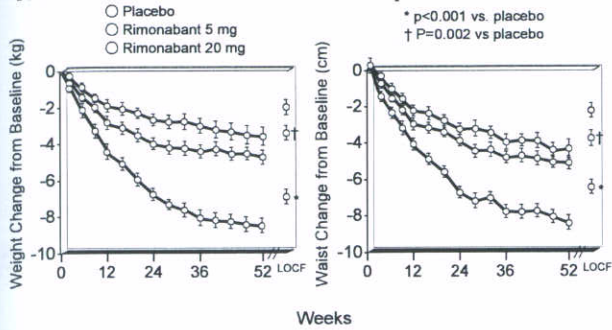 Placebo
Rimonabant 5 mg
Rimonabant 20 mg
* p<0.001 vs. placebo
† P=0.002 vs placebo
Weight Change from Baseline (kg)
0
-2
-4
-6
-8
-10
†
*
0 12 24 36 52 LOCF
Waist Change from Baseline (cm)
0
-2
-4
-6
-8
-10
†
*
0 12 24 36 52 LOCF
Weeks